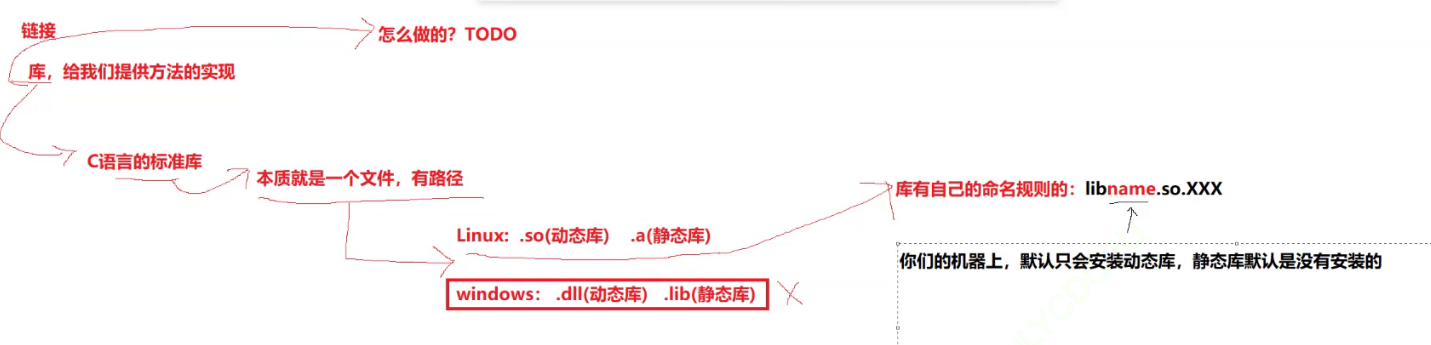 链接
怎么做的？TODO
库，给我们提供方法的实现
C语言的标准库
本质就是一个文件，有路径
库有自己的命名规则的：libname.so.XXX
Linux：.so(动态库) .a(静态库)
你们的机器上，默认只会安装动态库，静态库默认是没有安装的
windows： .dll(动态库) .lib(静态库)